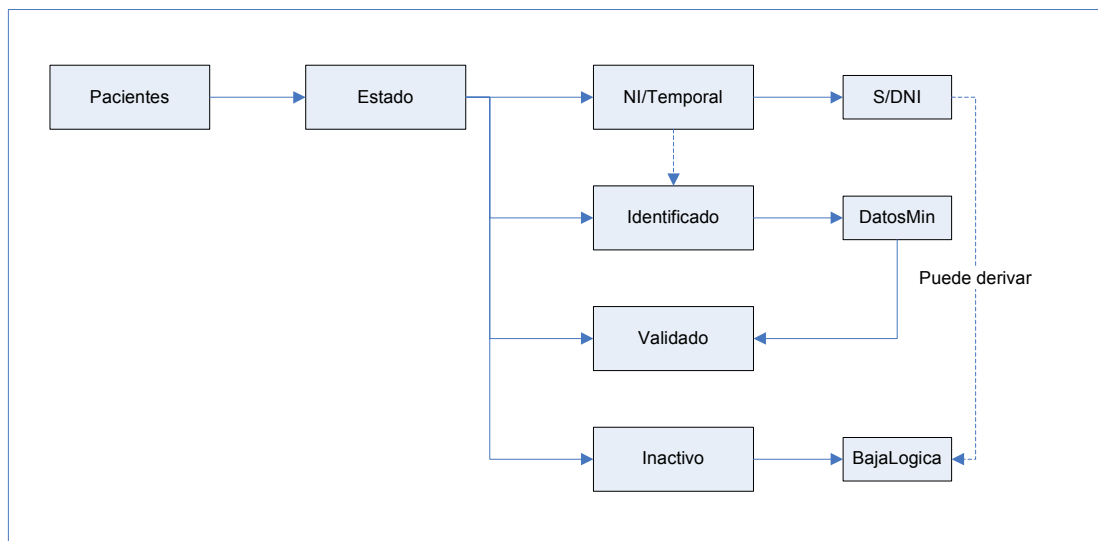 Pacientes
Estado
NI/Temporal
S/DNI
Identificado
DatosMin
Puede derivar
Validado
Inactivo
BajaLogica